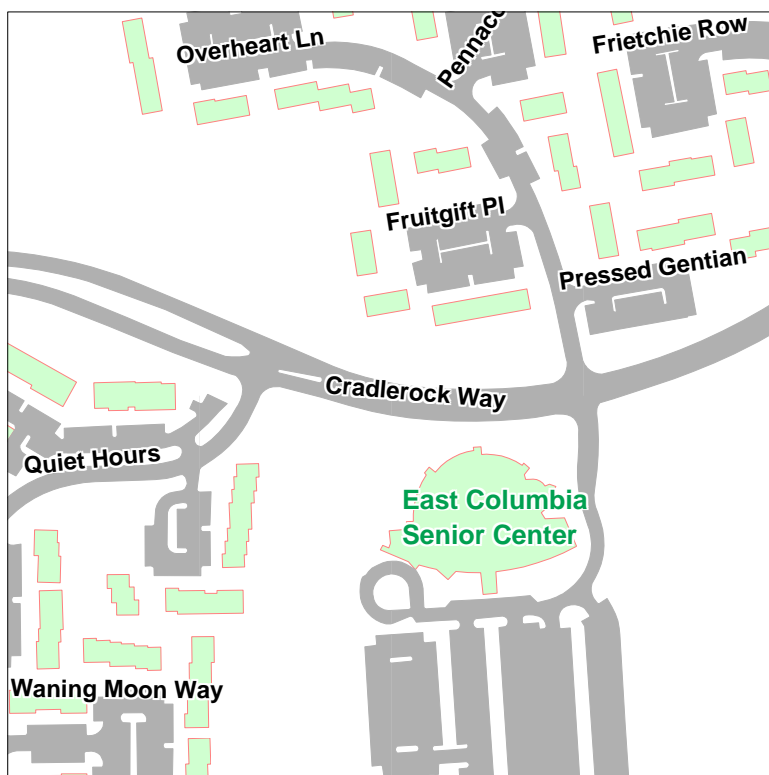 Overheart Ln
Frietchie Row
Fruitgift Pl
Pressed Gentian
Cradlerock Way
Quiet Hours
East Columbia
Senior Center
Waning Moon Way